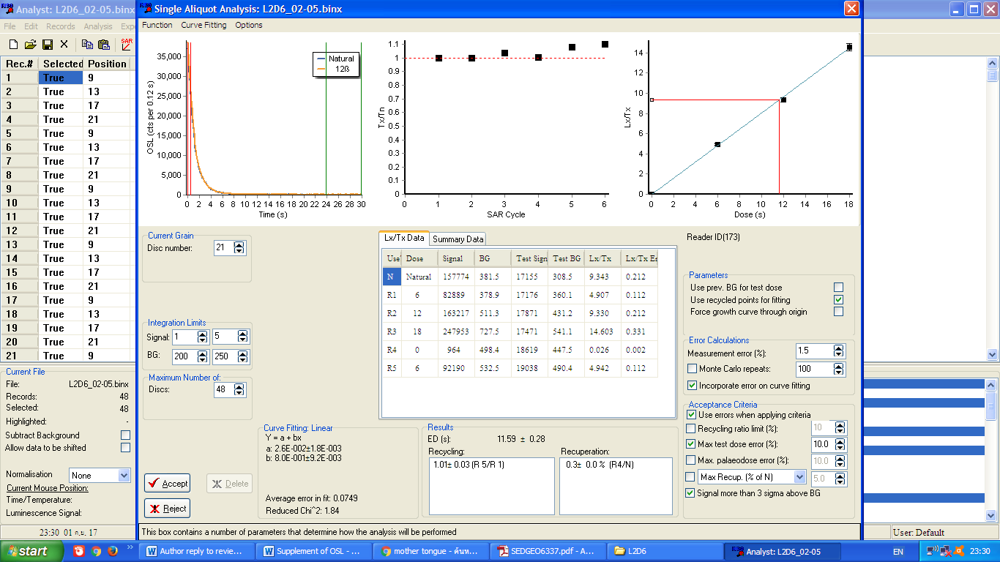 Analyst: L2D6_02-05.binx
File Edit Records Analysis Exp
SAR
Rec.# Selected Position
1 True 9
2 True 13
3 True 17
4 True 21
5 True 9
6 True 13
7 True 17
8 True 21
9 True 9
10 True 13
11 True 17
12 True 21
13 True 9
14 True 13
15 True 17
16 True 21
17 True 9
18 True 13
19 True 17
20 True 21
21 True 9
Current File
File: L2D6_02-05.binx
Records: 48
Selected: 48
Highlighted: -
Subtract Background
Allow data to be shifted
Normalisation None
Current Mouse Position:
Time/Temperature:
Luminescence Signal:
23:30 01 ก.ย. 17
Single Aliquot Analysis: L2D6_02-05.binx
Function Curve Fitting Options
OSL (cts per 0.12 s)
35,000
30,000
25,000
20,000
15,000
10,000
5,000
0
Natural
12ß
0 2 4 6 8 10 12 14 16 18 20 22 24 26 28 30
Time (s)
Tx/Tn
1.1
1
0.9
0.8
0.7
0.6
0.5
0.4
0.3
0.2
0.1
0
0 1 2 3 4 5 6
SAR Cycle
Lx/Tx
14
12
10
8
6
4
2
0
0 2 4 6 8 10 12 14 16 18
Dose (s)
Current Grain
Disc number: 21
Integration Limits
Signal: 1 5
BG: 200 250
Maximum Number of:
Discs: 48
Accept Delete
Reject
Lx/Tx Data Summary Data
Use? Dose Signal BG Test Sign Test BG Lx/Tx Lx/Tx Er
N Natural 157774 381.5 17155 308.5 9.343 0.212
R1 6 82889 378.9 17176 360.1 4.907 0.112
R2 12 163217 511.3 17871 431.2 9.330 0.212
R3 18 247953 727.5 17471 541.1 14.603 0.331
R4 0 964 498.4 18619 447.5 0.026 0.002
R5 6 92190 532.5 19038 490.4 4.942 0.112
Curve Fitting: Linear
Y = a + bx
a: 2.6E-002±1.8E-003
b: 8.0E-001±9.2E-003
Average error in fit: 0.0749
Reduced Chi^2: 1.84
Results
ED (s): 11.59 ± 0.28
Recycling:
1.01± 0.03 (R 5/R 1)
Recuperation:
0.3± 0.0 % (R4/N)
Reader ID(173)
Parameters
Use prev. BG for test dose
Use recycled points for fitting
Force growth curve through origin
Error Calculations
Measurement error (%): 1.5
Monte Carlo repeats: 100
Incorporate error on curve fitting
Acceptance Criteria
Use errors when applying criteria
Recycling ratio limit (%): 10
Max test dose error (%): 10.0
Max. palaeodose error (%): 10.0
Max Recup. (% of N) 5.0
Signal more than 3 sigma above BG
This box contains a number of parameters that determine how the analysis will be performed
User: Default
start
Author reply to revie...
Supplement of OSL - ...
mother tongue - ค้นห...
SEDGEO6337.pdf - A...
L2D6
Analyst: L2D6_02-05
EN
23:30